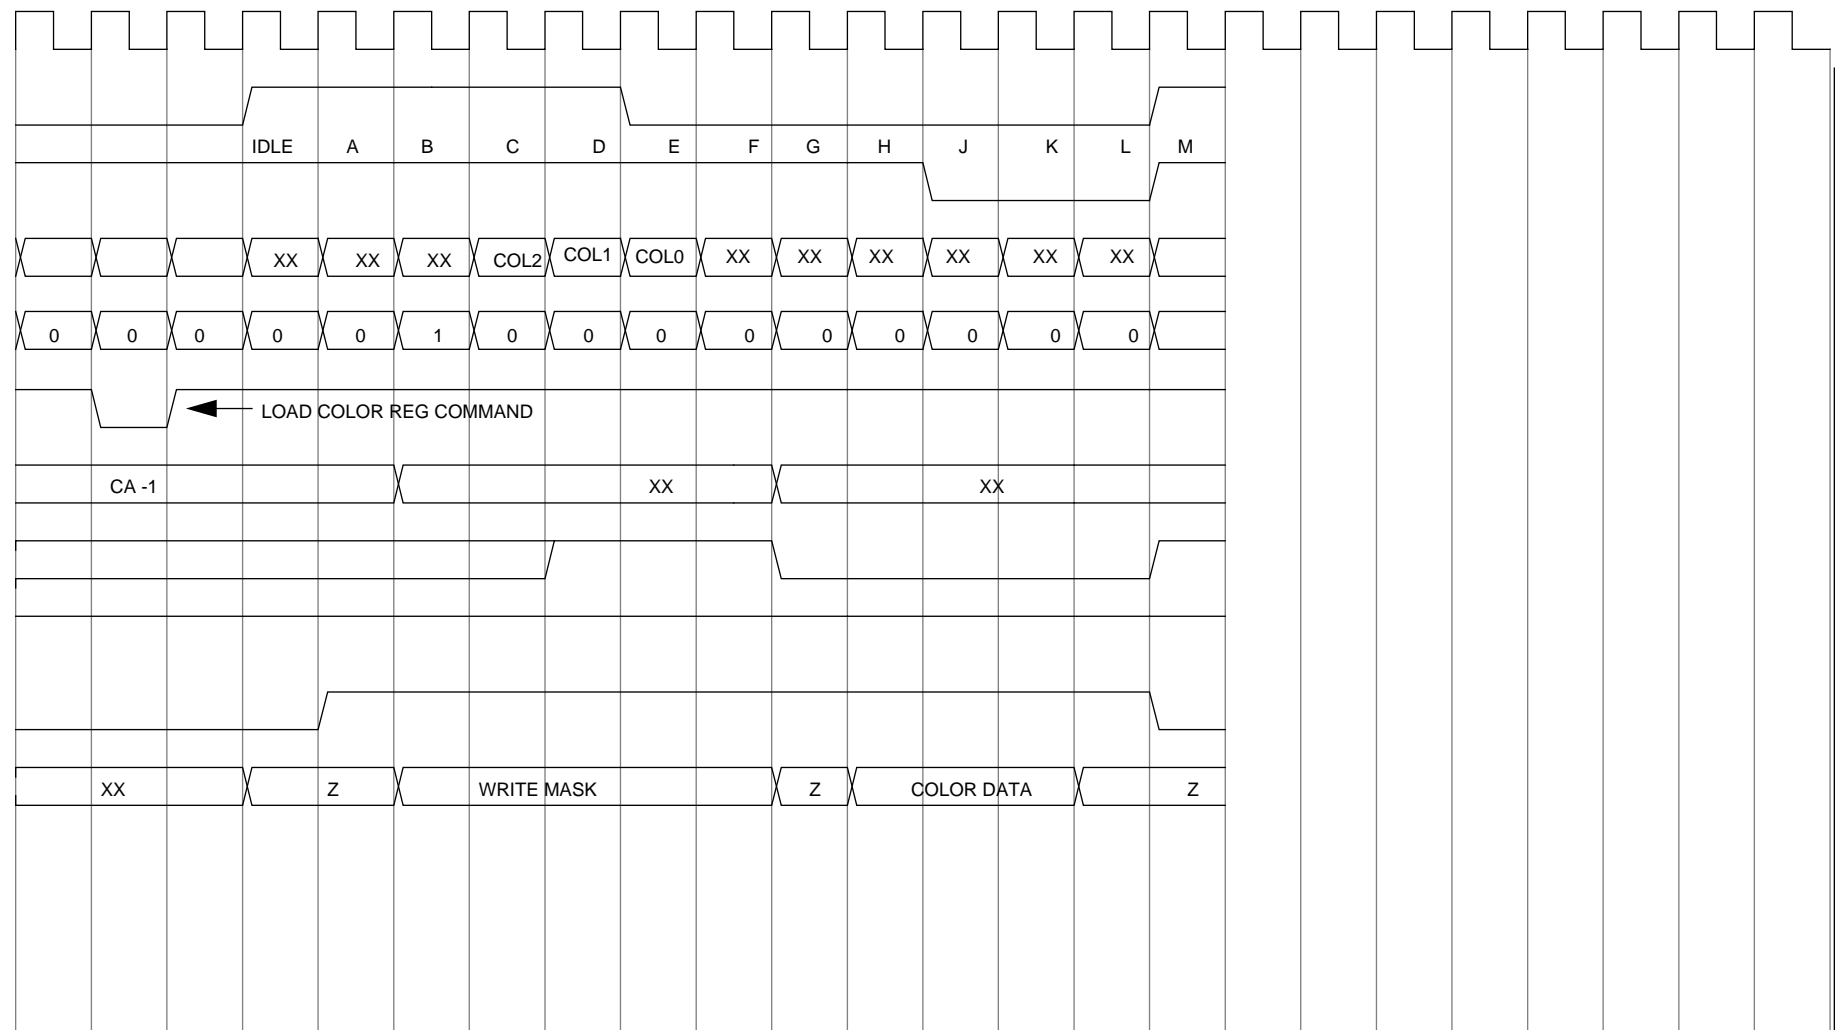 IDLE A B C D E F G H J K L M
XX XX XX COL2 COL1 COL0 XX XX XX XX XX XX
0 0 0 0 0 1 0 0 0 0 0 0 0 0 0
LOAD COLOR REG COMMAND
CA -1 XX XX
XX Z WRITE MASK Z COLOR DATA Z